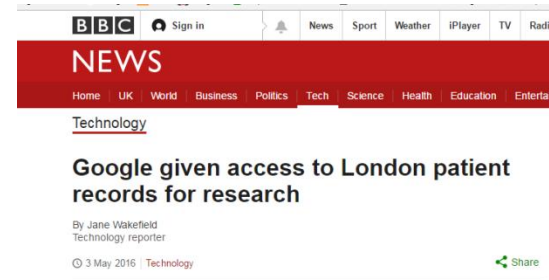 BBC Sign in News Sport Weather iPlayer TV
NEWS
Home UK World Business Politics Tech Science Health Education
Technology
Google given access to London patient
records for research
By Jane Wakefield
Technology reporter
3 May 2016 Technology
Share